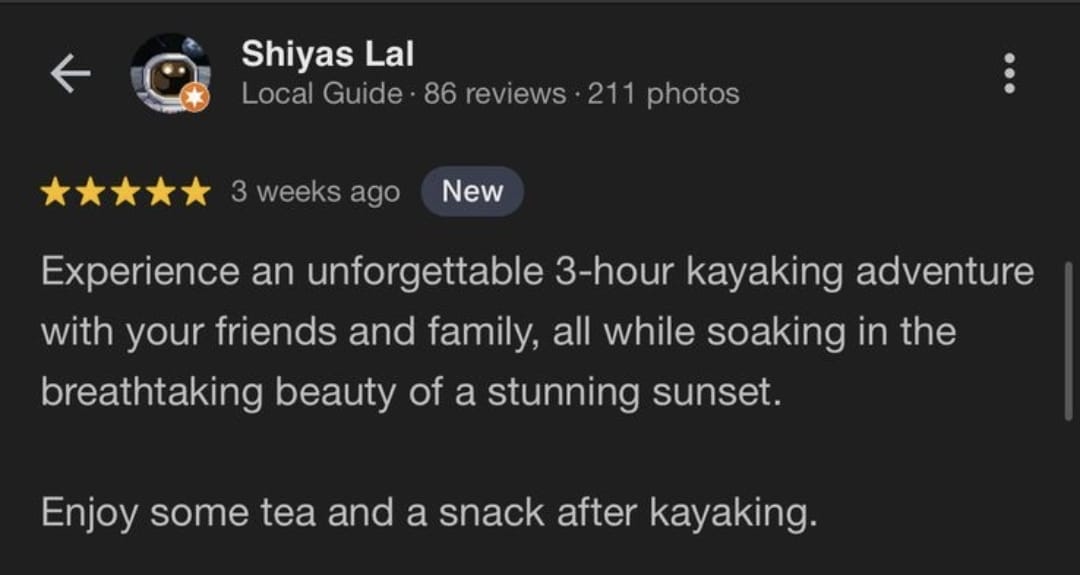 Shiyas Lal
Local Guide · 86 reviews · 211 photos
3 weeks ago New
Experience an unforgettable 3-hour kayaking adventure
with your friends and family, all while soaking in the
breathtaking beauty of a stunning sunset.
Enjoy some tea and a snack after kayaking.